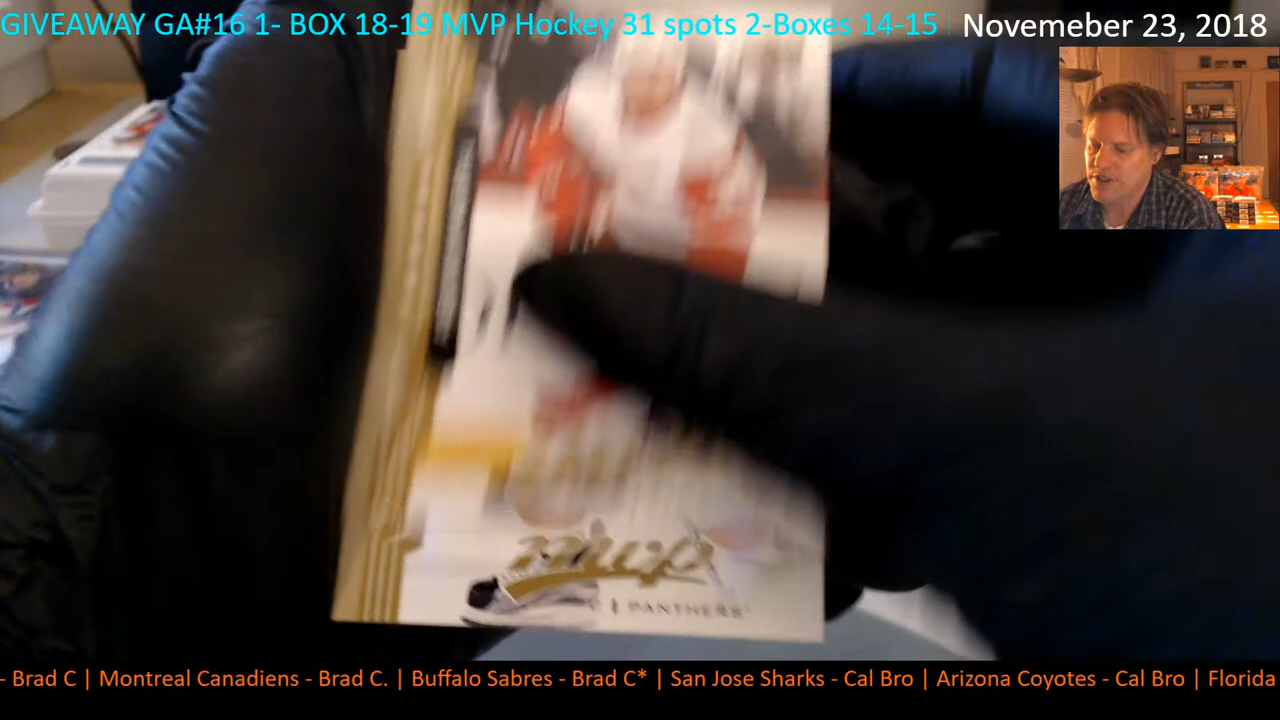 GIVEAWAY GA#16 1- BOX 18-19 MVP Hockey 31 spots 2-Boxes 14-15
Novemeber 23, 2018
mvp
C | PANTHERS
- Brad C | Montreal Canadiens - Brad C. | Buffalo Sabres - Brad C* | San Jose Sharks - Cal Bro | Arizona Coyotes - Cal Bro | Florida